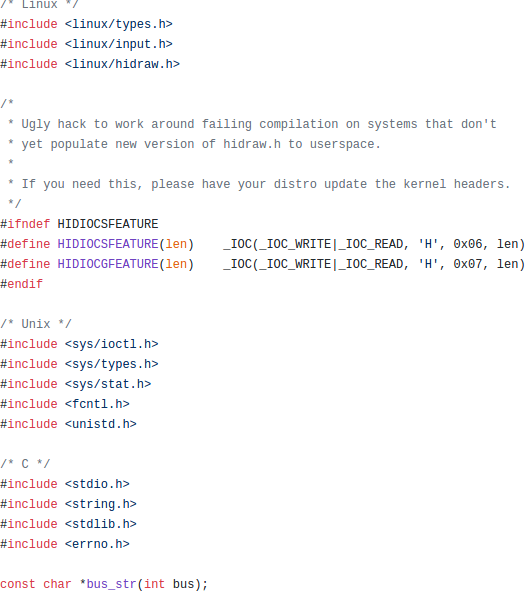 /* Linux */
#include <linux/types.h>
#include <linux/input.h>
#include <linux/hidraw.h>

/*
 * Ugly hack to work around failing compilation on systems that don't
 * yet populate new version of hidraw.h to userspace.
 *
 * If you need this, please have your distro update the kernel headers.
 */
#ifndef HIDIOCSFEATURE
#define HIDIOCSFEATURE(len)    _IOC(_IOC_WRITE|_IOC_READ, 'H', 0x06, len)
#define HIDIOCGFEATURE(len)    _IOC(_IOC_WRITE|_IOC_READ, 'H', 0x07, len)
#endif

/* Unix */
#include <sys/ioctl.h>
#include <sys/types.h>
#include <sys/stat.h>
#include <fcntl.h>
#include <unistd.h>

/* C */
#include <stdio.h>
#include <string.h>
#include <stdlib.h>
#include <errno.h>

const char *bus_str(int bus);